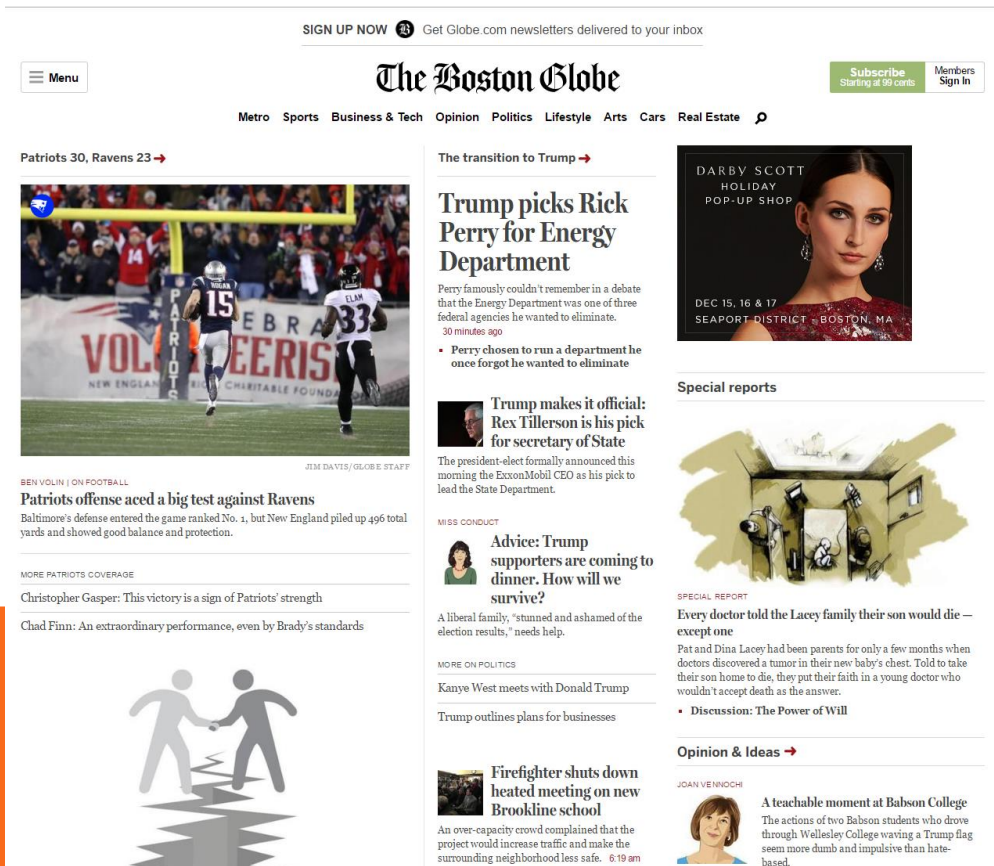 SIGN UP NOW B Get Globe.com newsletters delivered to your inbox
Menu
The Boston Globe
Subscribe
Starting at 99 cents
Members
Sign In
Metro Sports Business & Tech Opinion Politics Lifestyle Arts Cars Real Estate
Patriots 30, Ravens 23
14
HOGAN
15
ELAM
33
PATRIOTS
EBRA
VOL
EERIS
NEW ENGLAN
CHARITABLE FOUNDA
JIM DAVIS/GLOBE STAFF
BEN VOLIN | ON FOOTBALL
Patriots offense aced a big test against Ravens
Baltimore's defense entered the game ranked No. 1, but New England piled up 496 total
yards and showed good balance and protection.
MORE PATRIOTS COVERAGE
Christopher Gasper: This victory is a sign of Patriots' strength
Chad Finn: An extraordinary performance, even by Brady's standards
The transition to Trump
Trump picks Rick
Perry for Energy
Department
Perry famously couldn't remember in a debate
that the Energy Department was one of three
federal agencies he wanted to eliminate.
30 minutes ago
Perry chosen to run a department he
once forgot he wanted to eliminate
Trump makes it official:
Rex Tillerson is his pick
for secretary of State
The president-elect formally announced this
morning the ExxonMobil CEO as his pick to
lead the State Department.
MISS CONDUCT
Advice: Trump
supporters are coming to
dinner. How will we
survive?
A liberal family, "stunned and ashamed of the
election results," needs help.
MORE ON POLITICS
Kanye West meets with Donald Trump
Trump outlines plans for businesses
Firefighter shuts down
heated meeting on new
Brookline school
An over-capacity crowd complained that the
project would increase traffic and make the
surrounding neighborhood less safe. 6:19 am
DARBY SCOTT
HOLIDAY
POP-UP SHOP
DEC 15, 16 & 17
SEAPORT DISTRICT - BOSTON, MA
Special reports
SPECIAL REPORT
Every doctor told the Lacey family their son would die —
except one
Pat and Dina Lacey had been parents for only a few months when
doctors discovered a tumor in their new baby's chest. Told to take
their son home to die, they put their faith in a young doctor who
wouldn't accept death as the answer.
Discussion: The Power of Will
Opinion & Ideas
JOAN VENNOCHI
A teachable moment at Babson College
The actions of two Babson students who drove
through Wellesley College waving a Trump flag
seem more dumb and impulsive than hate-
based.